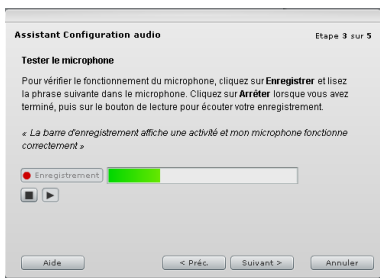 Assistant Configuration audio
Etape 3 sur 5
Tester le microphone
Pour vérifier le fonctionnement du microphone, cliquez sur Enregistrer et lisez
la phrase suivante dans le microphone. Cliquez sur Arréter lorsque vous avez
terminé, puis sur le bouton de lecture pour écouter votre enregistrement.
« La barre d'enregistrement affiche une activité et mon microphone fonctionne
correctement »
Enregistrement
Aide
< Préc.
Suivant >
Annuler